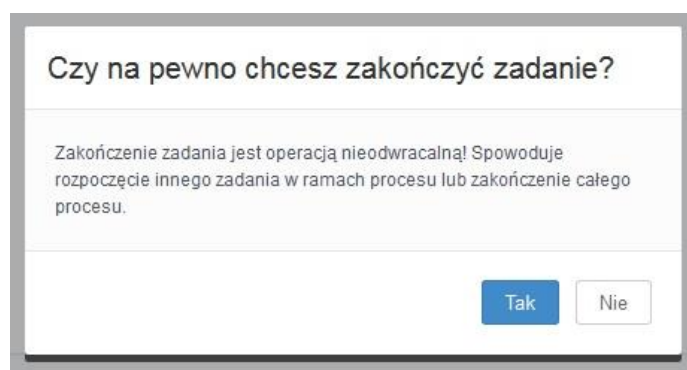 Czy na pewno chcesz zakończyć zadanie?
Zakończenie zadania jest operacją nieodwracalną! Spowoduje
rozpoczęcie innego zadania w ramach procesu lub zakończenie całego
procesu.
Tak Nie